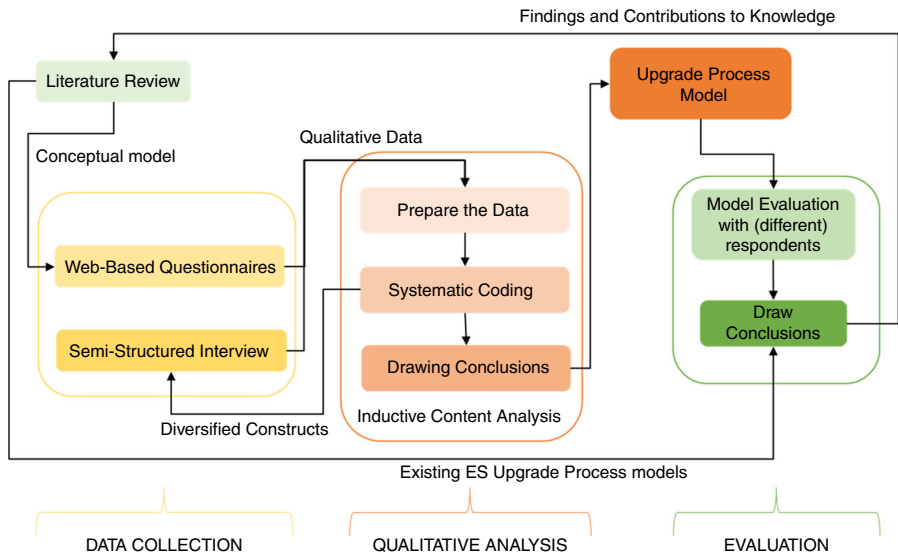 Findings and Contributions to Knowledge
Literature Review
Upgrade Process
Model
Conceptual model
Qualitative Data
Prepare the Data
Model Evaluation
with (different)
respondents
Web-Based Questionnaires
Systematic Coding
Draw
Conclusions
Semi-Structured Interview
Drawing Conclusions
Diversified Constructs
Inductive Content Analysis
Existing ES Upgrade Process models
DATA COLLECTION
QUALITATIVE ANALYSIS
EVALUATION